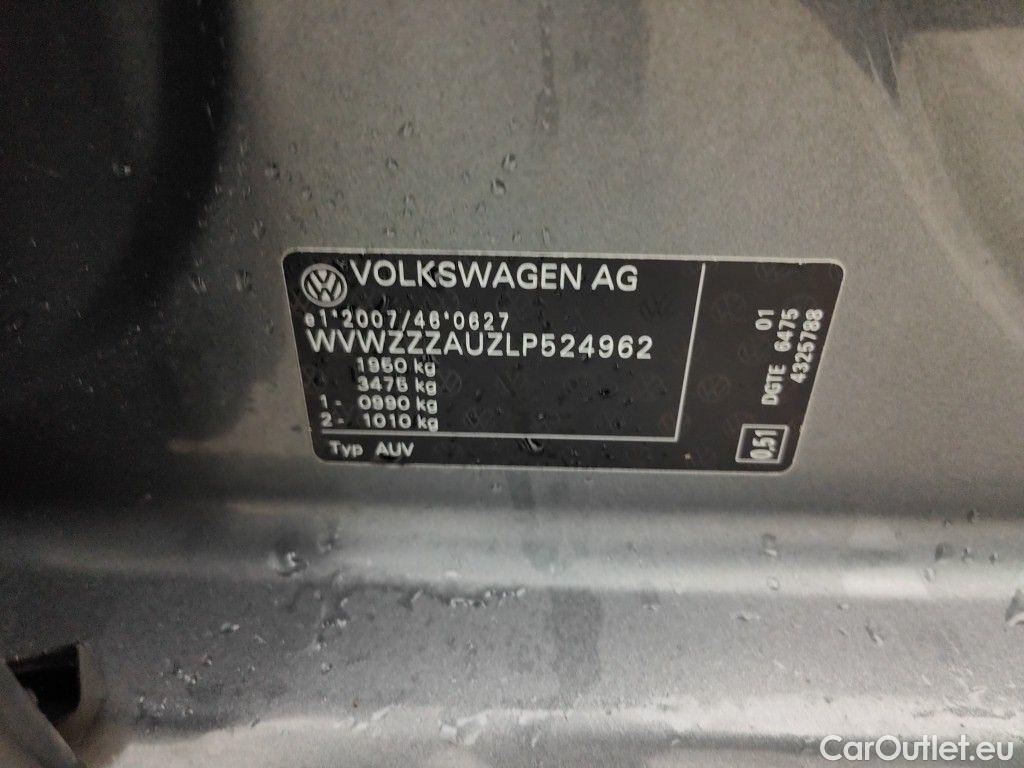 VOLKSWAGEN AG
e1*2007/46*0627
WVWZZZAUZLP524962
1950 kg
3475 kg
1 - 0990 kg
2 - 1010 kg
Typ AUV
01
DGTE 6475
4325788
0.51
CarOutlet.eu